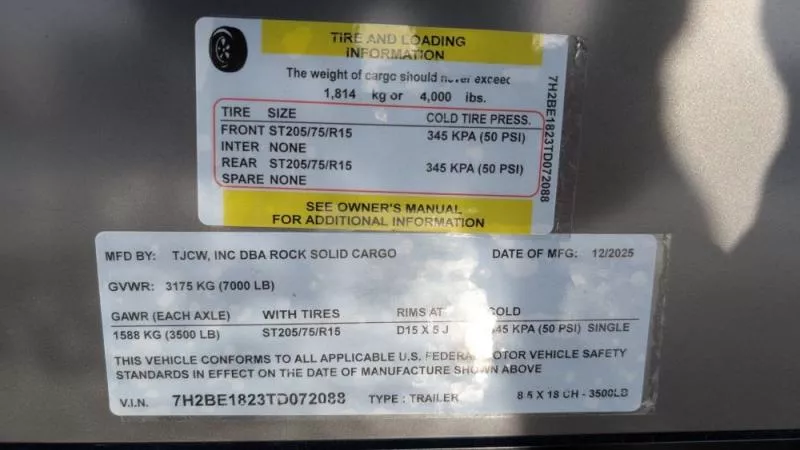 TIRE AND LOADING
INFORMATION
The weight of cargo should never exceed
1,814 kg or 4,000 lbs.
TIRE SIZE COLD TIRE PRESS.
FRONT ST205/75/R15 345 KPA (50 PSI)
INTER NONE
REAR ST205/75/R15 345 KPA (50 PSI)
SPARE NONE
SEE OWNER'S MANUAL
FOR ADDITIONAL INFORMATION
7H2BE1823TD072088
MFD BY: TJCW, INC DBA ROCK SOLID CARGO DATE OF MFG: 12/2025
GVWR: 3175 KG (7000 LB)
GAWR (EACH AXLE) WITH TIRES RIMS AT COLD
1588 KG (3500 LB) ST205/75/R15 D15 X 5 J 345 KPA (50 PSI) SINGLE
THIS VEHICLE CONFORMS TO ALL APPLICABLE U.S. FEDERAL MOTOR VEHICLE SAFETY
STANDARDS IN EFFECT ON THE DATE OF MANUFACTURE SHOWN ABOVE
V.I.N. 7H2BE1823TD072088 TYPE : TRAILER 8.5 X 18 CH - 3500LB